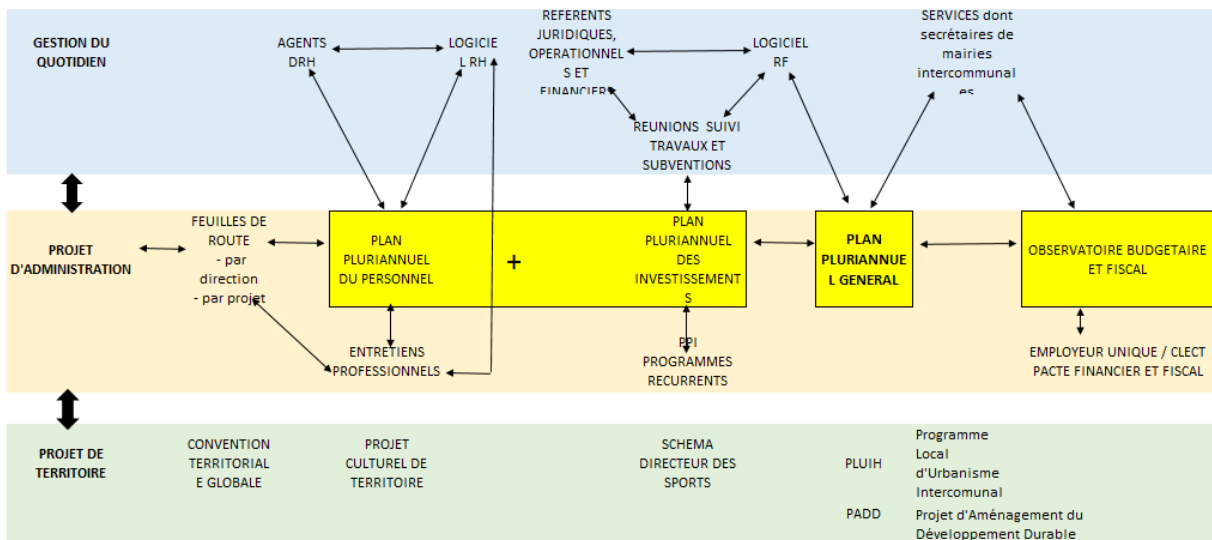 GESTION DU
QUOTIDIEN
AGENTS
DRH
LOGICIE
L RH
REFERENTS
JURIDIQUES,
OPERATIONNEL
S ET
FINANCIERS
LOGICIEL
RF
SERVICES dont
secrétaires de
mairies
intercommunal
es
REUNIONS SUIVI
TRAVAUX ET
SUBVENTIONS
PROJET
D'ADMINISTRATION
FEUILLES DE
ROUTE
- par
direction
- par projet
PLAN
PLURIANNUEL
DU PERSONNEL
+
PLAN
PLURIANNUEL
DES
INVESTISSEMENT
S
PLAN
PLURIANNUE
L GENERAL
OBSERVATOIRE BUDGETAIRE
ET FISCAL
ENTRETIENS
PROFESSIONNELS
PPI
PROGRAMMES
RECURRENTS
EMPLOYEUR UNIQUE / CLECT
PACTE FINANCIER ET FISCAL
PROJET DE
TERRITOIRE
CONVENTION
TERRITORIAL
E GLOBALE
PROJET
CULTUREL DE
TERRITOIRE
SCHEMA
DIRECTEUR DES
SPORTS
PLUIH
Programme
Local
d'Urbanisme
Intercomunal
PADD
Projet d'Aménagement du
Développement Durable